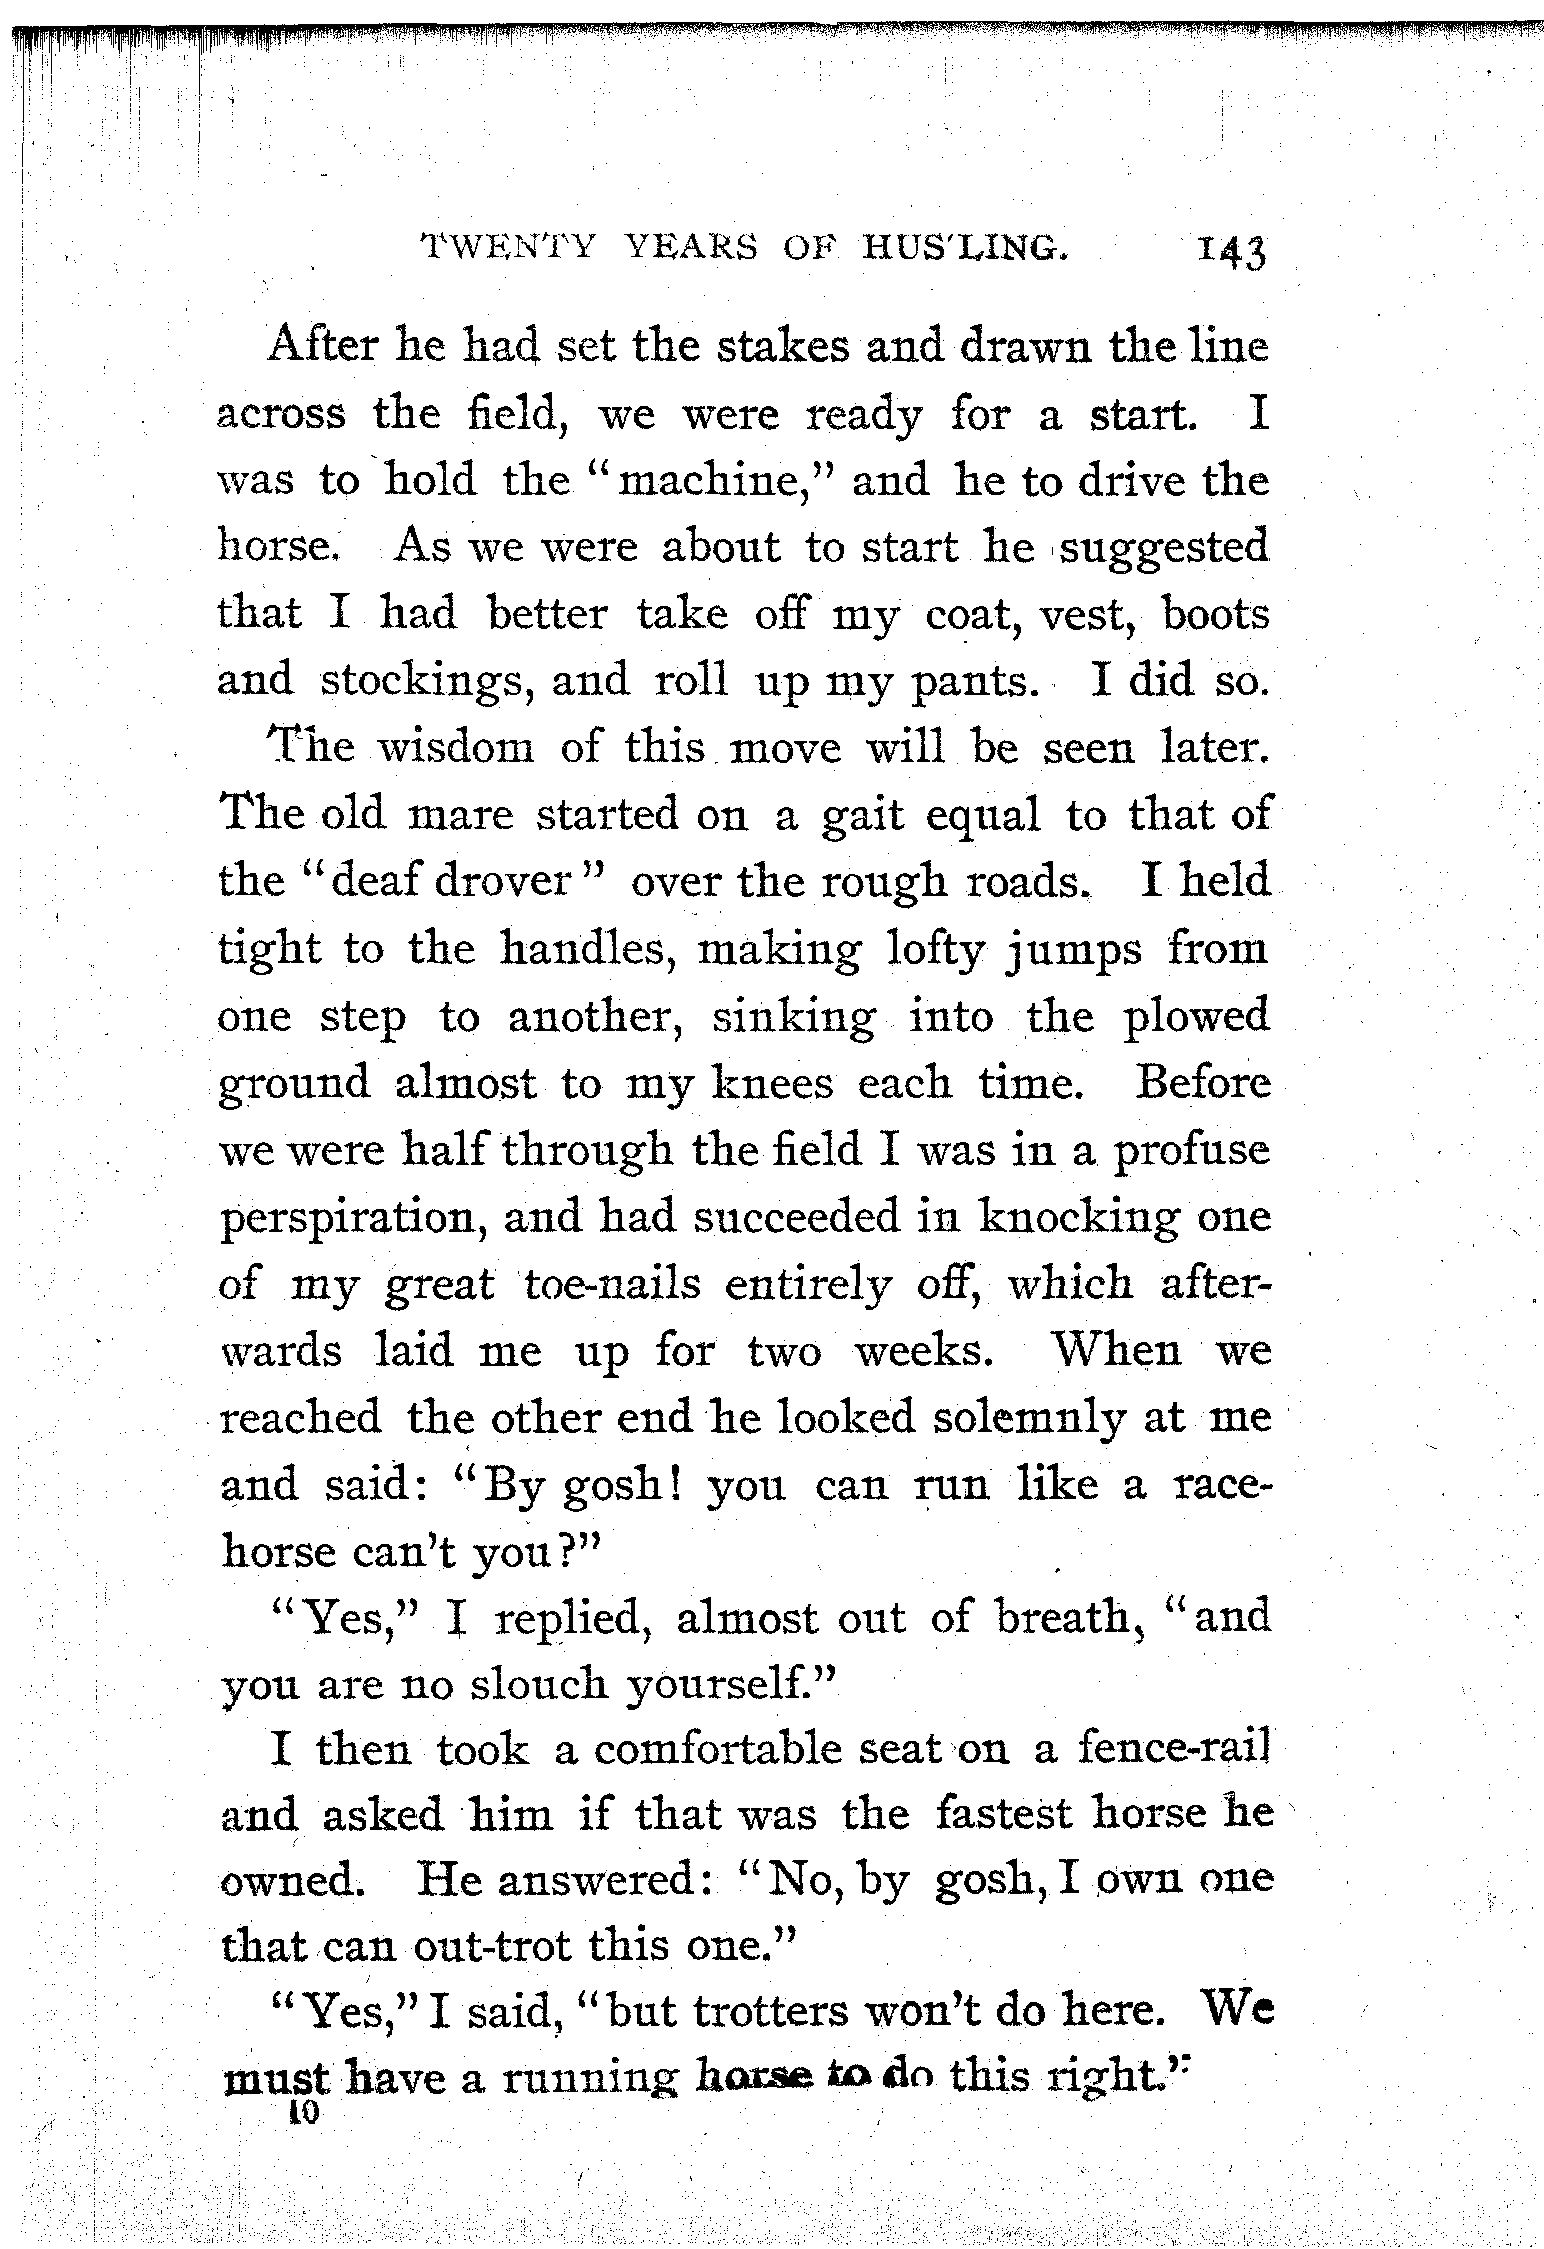 TWENTY YEARS OF HUS'LING. 143
After he had set the stakes and drawn the line
across the field, we were ready for a start. I
was to hold the "machine," and he to drive the
horse. As we were about to start he suggested
that I had better take off my coat, vest, boots
and stockings, and roll up my pants. I did so.
The wisdom of this move will be seen later.
The old mare started on a gait equal to that of
the "deaf drover" over the rough roads. I held
tight to the handles, making lofty jumps from
one step to another, sinking into the plowed
ground almost to my knees each time. Before
we were half through the field I was in a profuse
perspiration, and had succeeded in knocking one
of my great toe-nails entirely off, which after-
wards laid me up for two weeks. When we
reached the other end he looked solemnly at me
and said: "By gosh! you can run like a race-
horse can't you?"
"Yes," I replied, almost out of breath, "and
you are no slouch yourself."
I then took a comfortable seat on a fence-rail
and asked him if that was the fastest horse he
owned. He answered: "No, by gosh, I own one
that can out-trot this one."
"Yes," I said, "but trotters won't do here. We
must have a running horse to do this right."
10